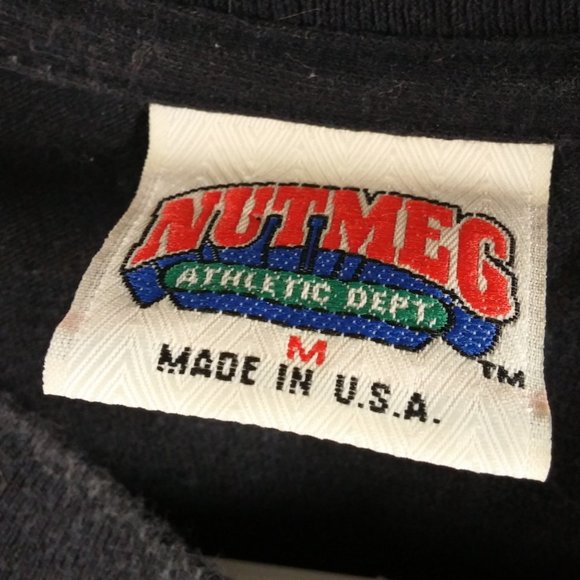 NUTMEG
ATHLETIC DEPT.
M
TM
MADE IN U.S.A.